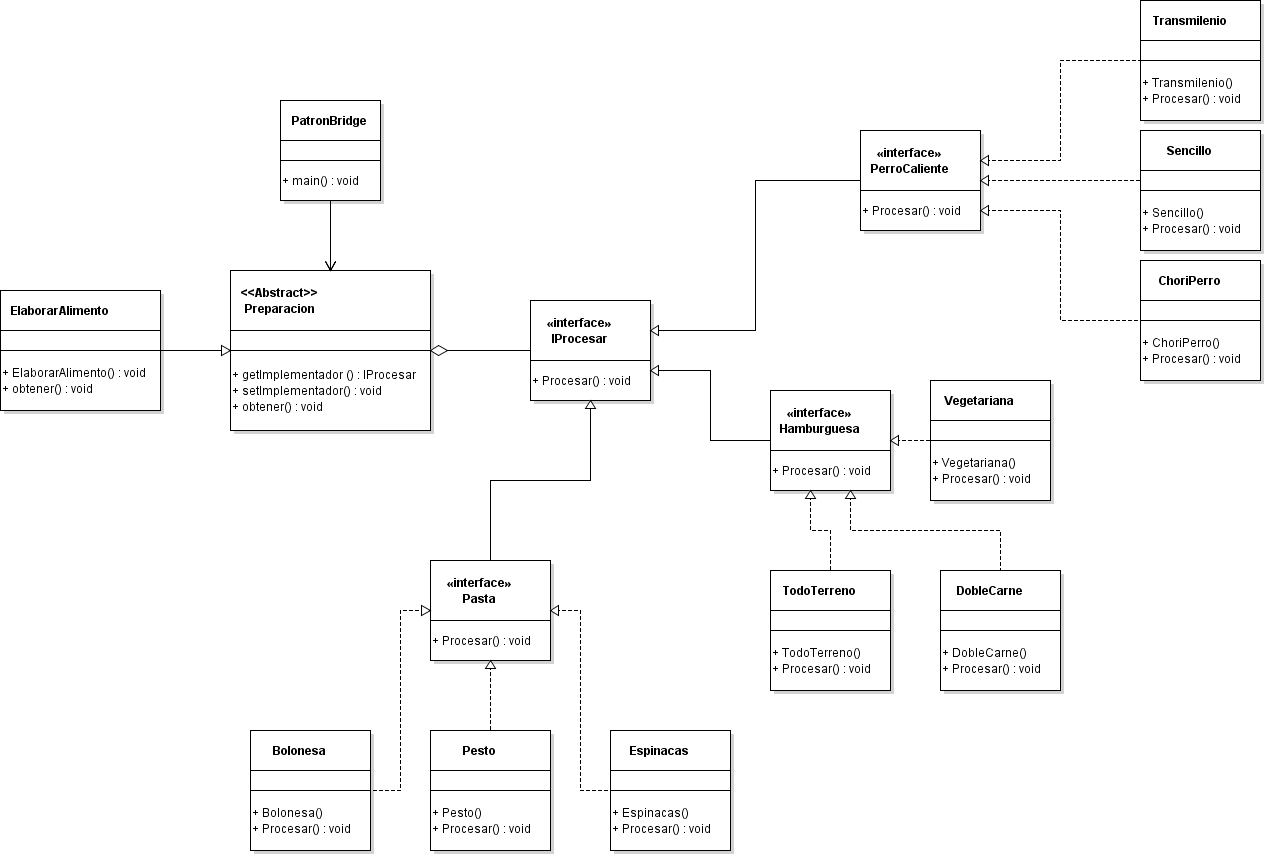 Transmilenio
+ Transmilenio()
+ Procesar() : void
PatronBridge
+ main() : void
«interface»
PerroCaliente
+ Procesar() : void
Sencillo
+ Sencillo()
+ Procesar() : void
ChoriPerro
+ ChoriPerro()
+ Procesar() : void
ElaborarAlimento
+ ElaborarAlimento() : void
+ obtener() : void
<<Abstract>>
Preparacion
+ getImplementador () : IProcesar
+ setImplementador() : void
+ obtener() : void
«interface»
IProcesar
+ Procesar() : void
«interface»
Hamburguesa
+ Procesar() : void
Vegetariana
+ Vegetariana()
+ Procesar() : void
«interface»
Pasta
+ Procesar() : void
TodoTerreno
+ TodoTerreno()
+ Procesar() : void
DobleCarne
+ DobleCarne()
+ Procesar() : void
Bolonesa
+ Bolonesa()
+ Procesar() : void
Pesto
+ Pesto()
+ Procesar() : void
Espinacas
+ Espinacas()
+ Procesar() : void